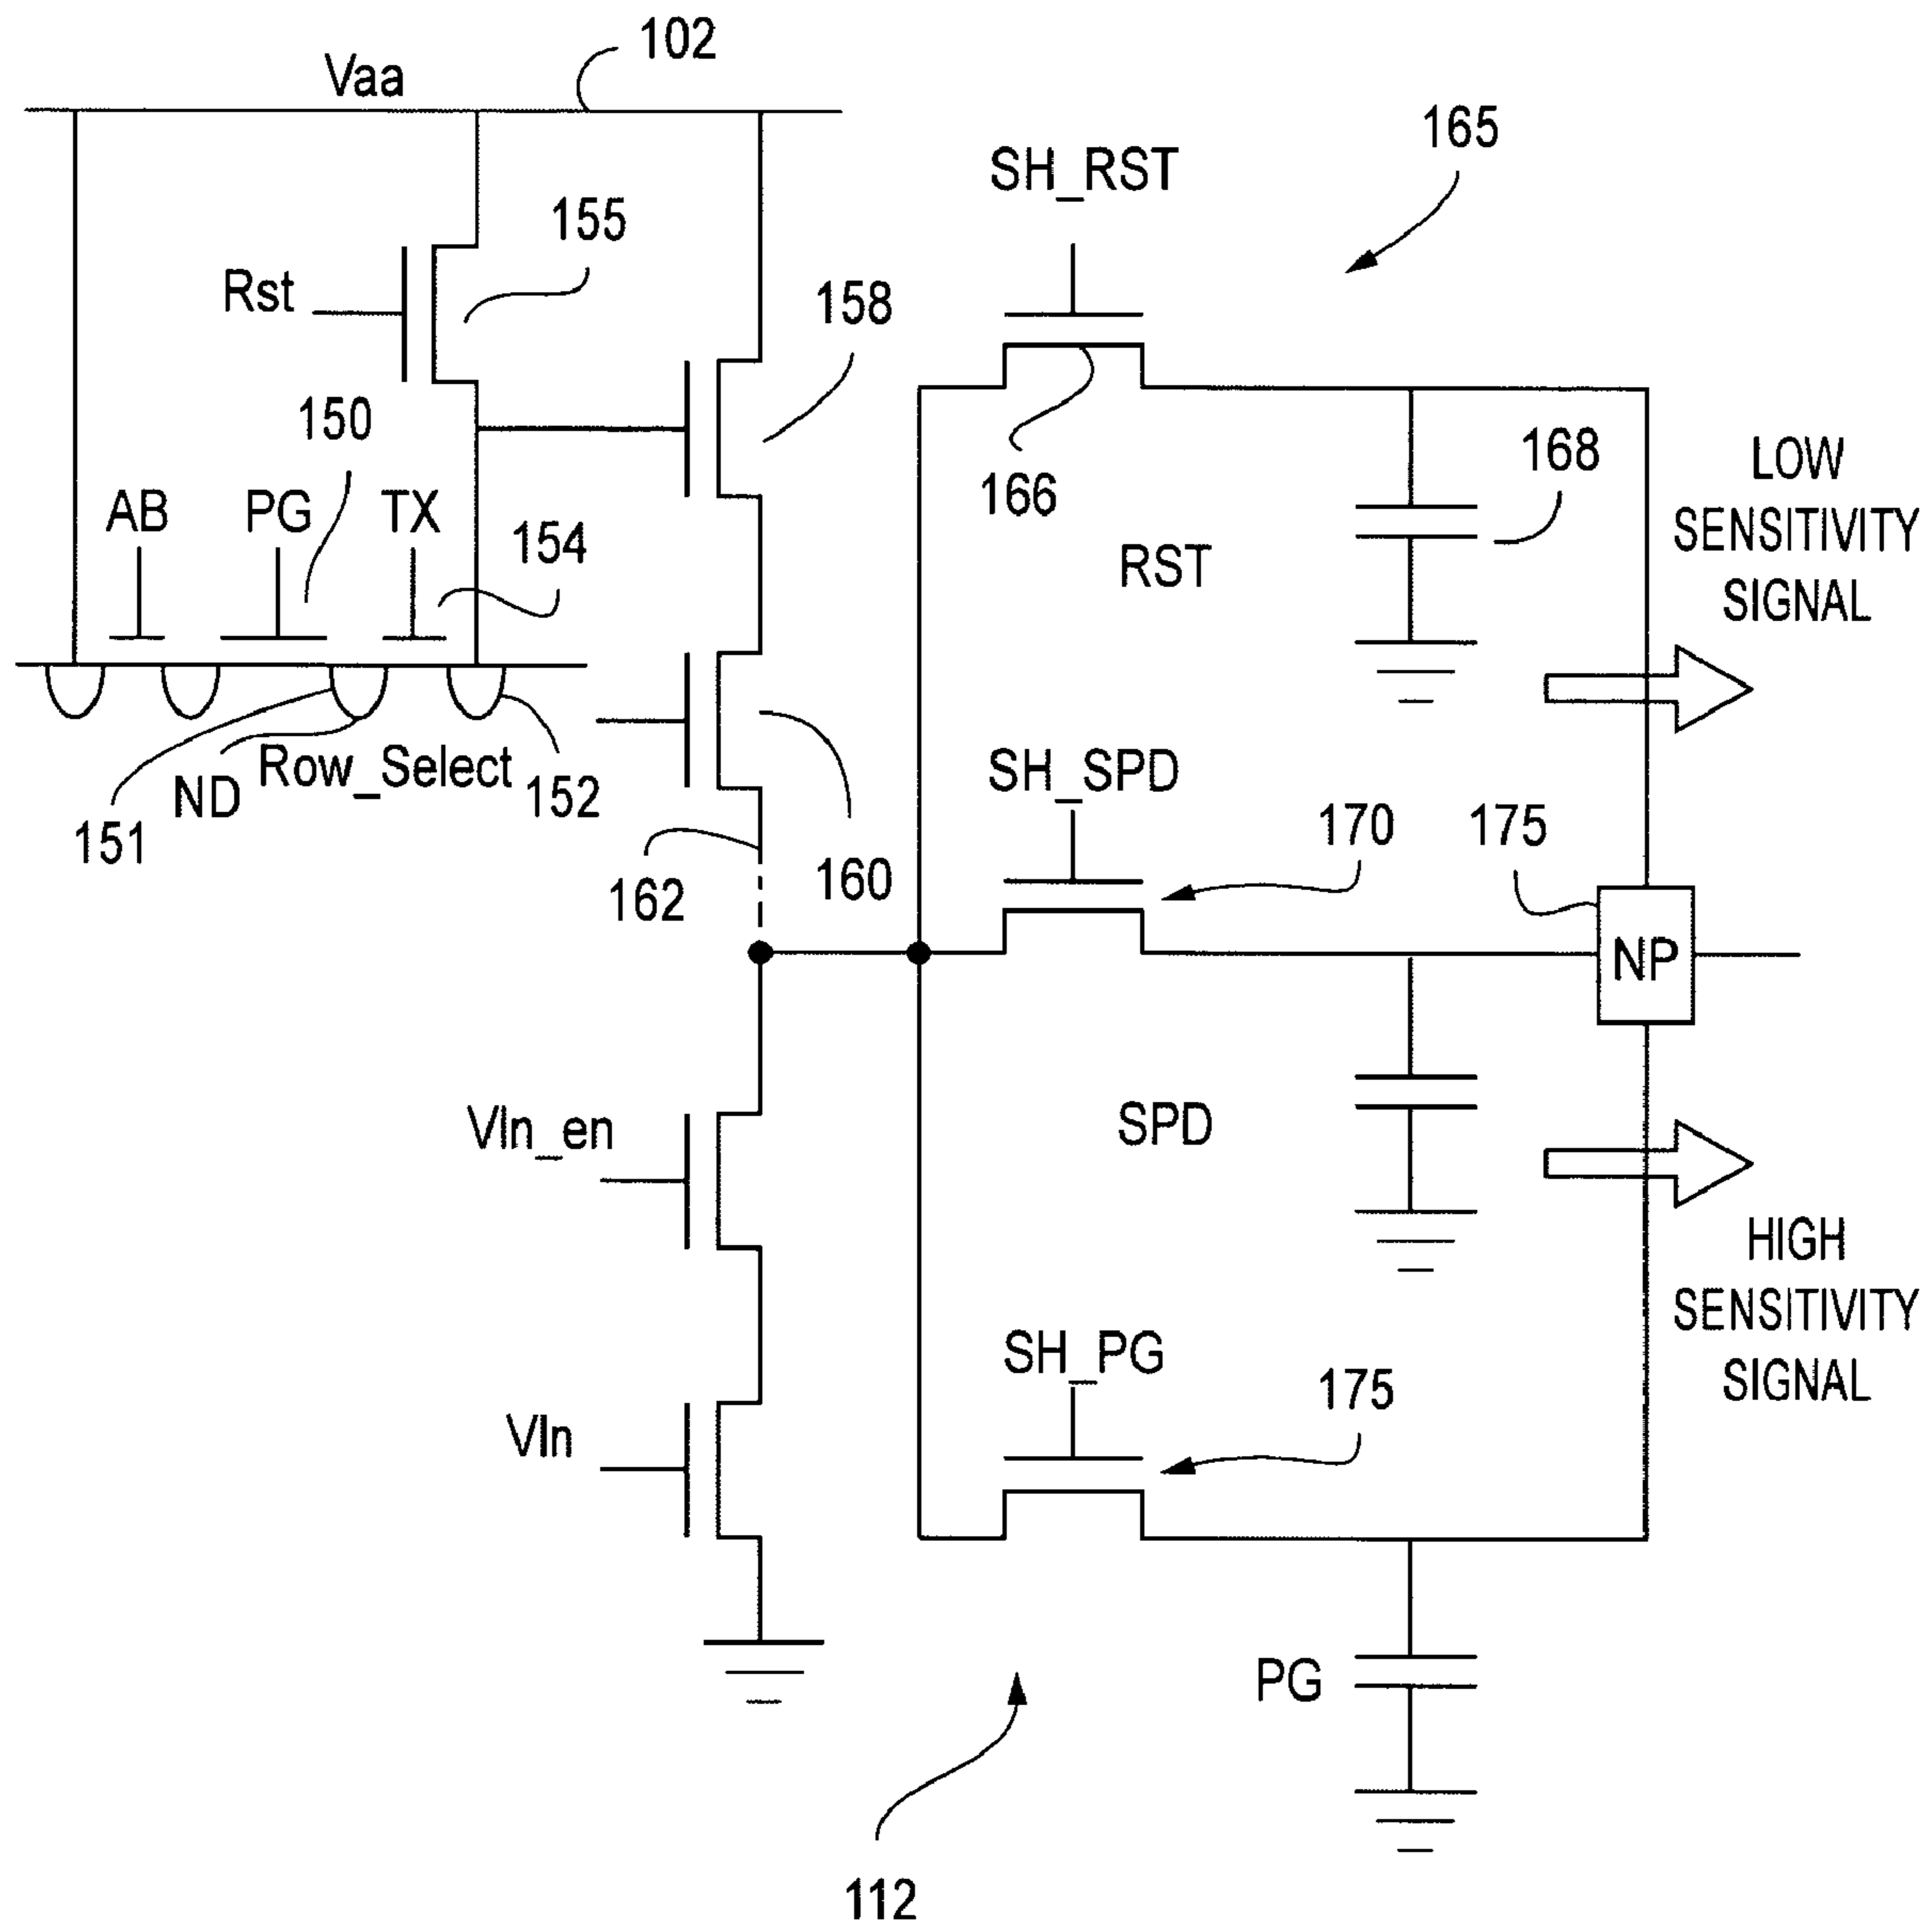 102
Vaa
165
SH_RST
155
Rst
158
150
168
LOW
SENSITIVITY
SIGNAL
166
AB
PG
TX
154
RST
Row_Select
SH_SPD
ND
152
151
170
175
160
162
NP
Vln_en
SPD
HIGH
SENSITIVITY
SIGNAL
SH_PG
175
Vln
PG
112